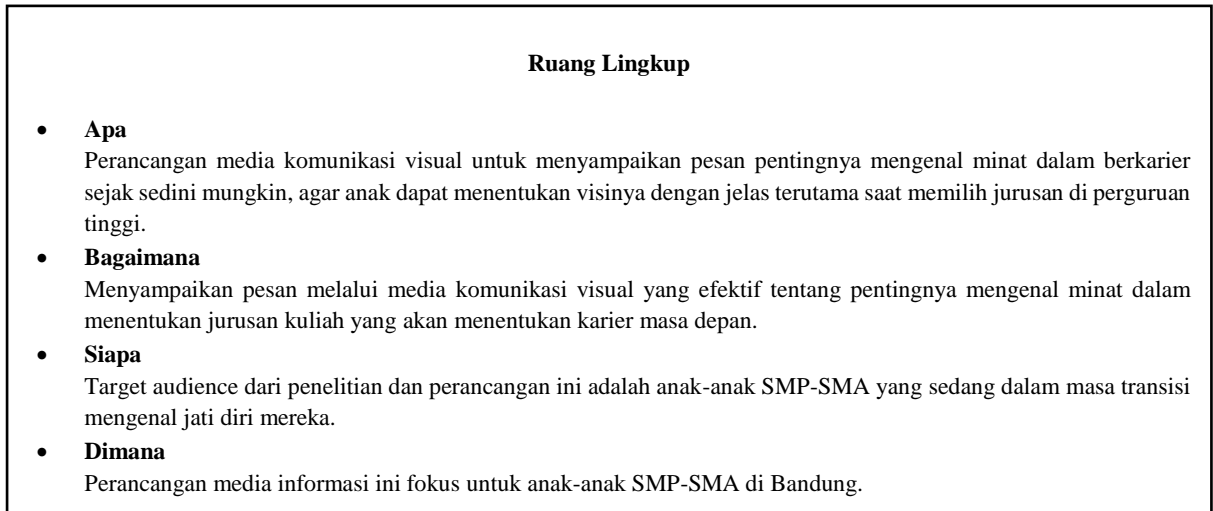 Ruang Lingkup
• Apa
Perancangan media komunikasi visual untuk menyampaikan pesan pentingnya mengenal minat dalam berkarier
sejak sedini mungkin, agar anak dapat menentukan visinya dengan jelas terutama saat memilih jurusan di perguruan
tinggi.
• Bagaimana
Menyampaikan pesan melalui media komunikasi visual yang efektif tentang pentingnya mengenal minat dalam
menentukan jurusan kuliah yang akan menentukan karier masa depan.
• Siapa
Target audience dari penelitian dan perancangan ini adalah anak-anak SMP-SMA yang sedang dalam masa transisi
mengenal jati diri mereka.
• Dimana
Perancangan media informasi ini fokus untuk anak-anak SMP-SMA di Bandung.